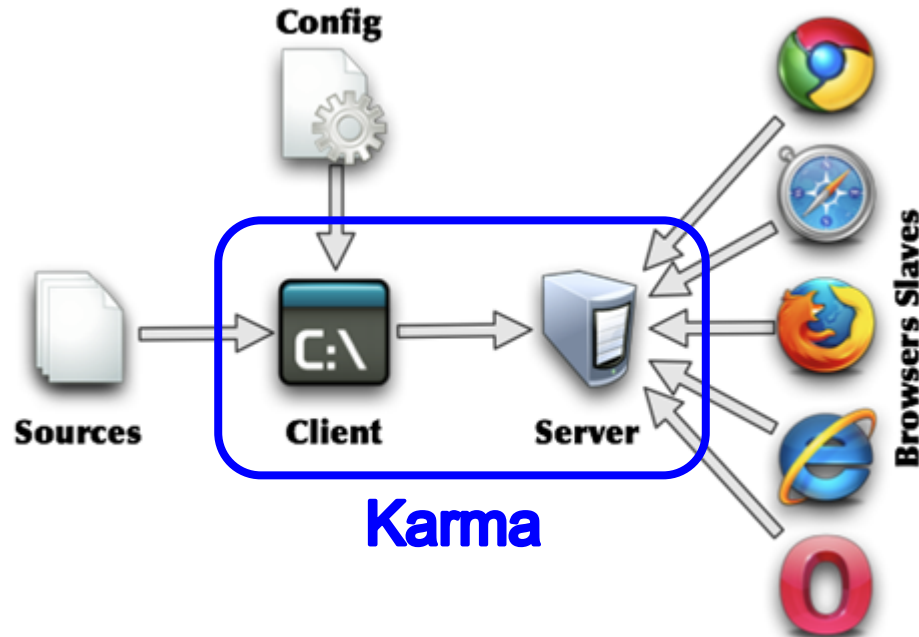 Config
C:\
Sources
Client
Server
Browsers Slaves
Karma